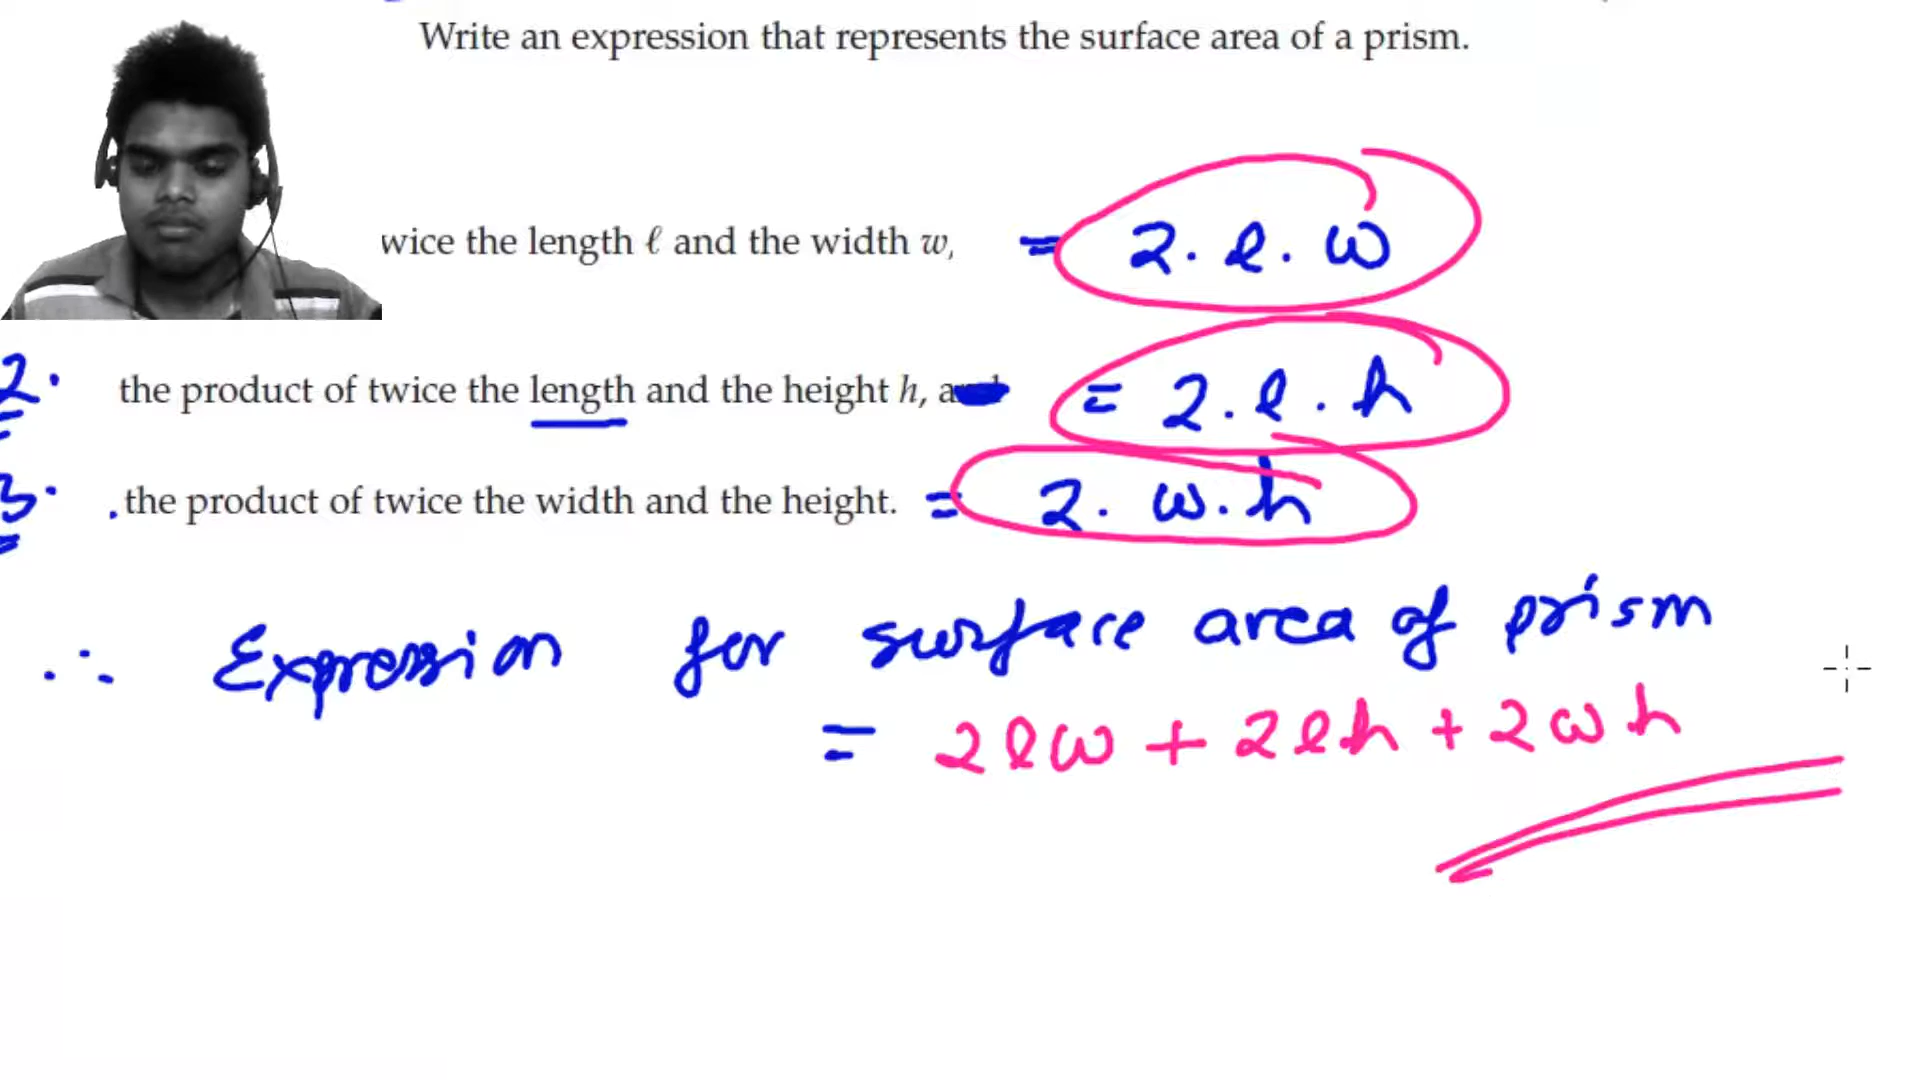 Write an expression that represents the surface area of a prism.
wice the length ℓ and the width w, = 2 . l . w
2. the product of twice the length and the height h, = 2 . l . h
3. the product of twice the width and the height. = 2 . w . h
∴ Expression for surface area of prism
= 2lw + 2lh + 2wh